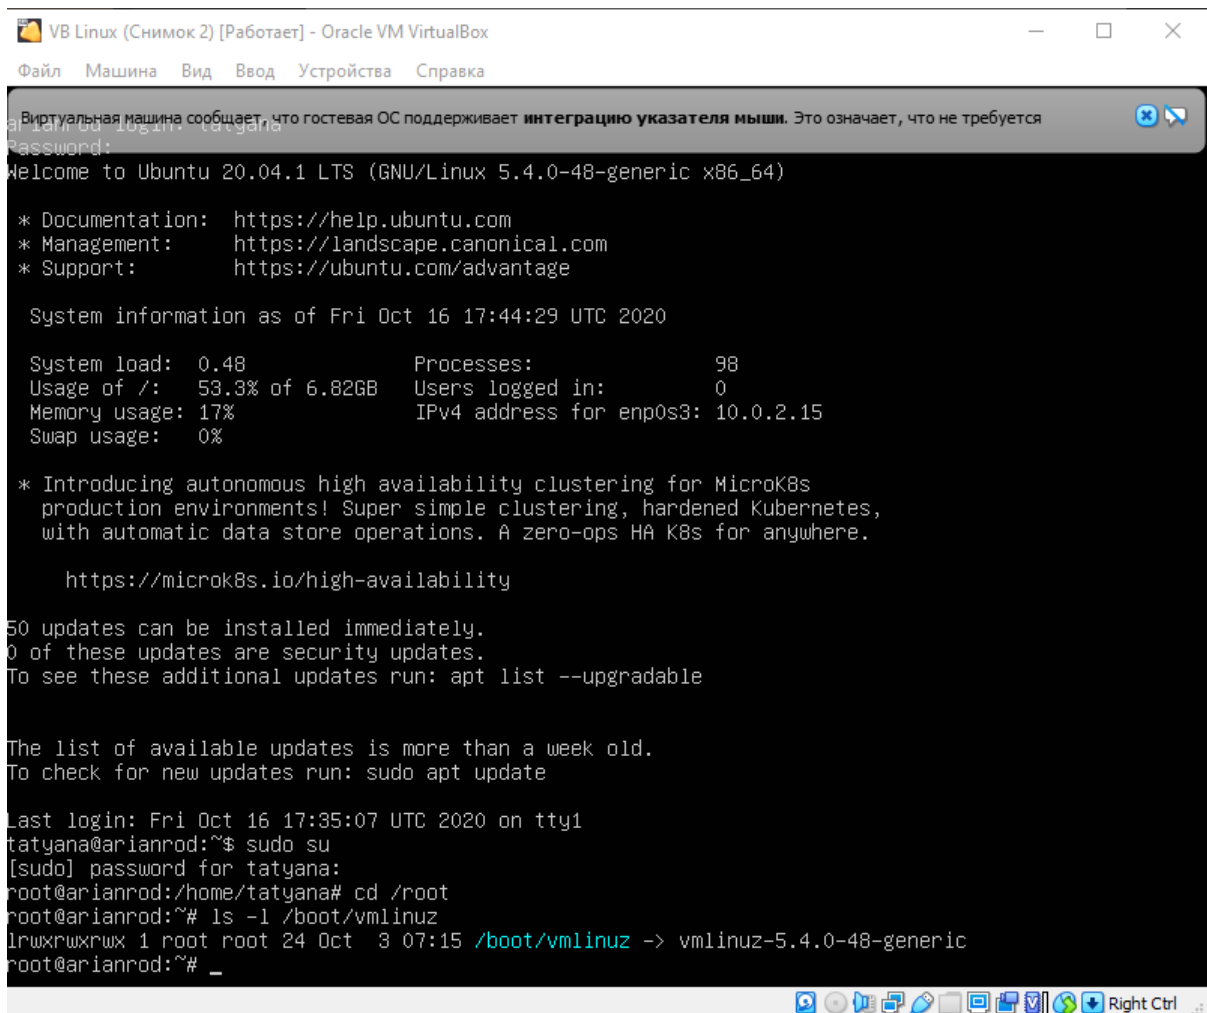 VB Linux (Снимок 2) [Работает] - Oracle VM VirtualBox
Файл Машина Вид Ввод Устройства Справка
Виртуальная машина сообщает, что гостевая ОС поддерживает интеграцию указателя мыши. Это означает, что не требуется
arianrod login: tatyana
Password:
Welcome to Ubuntu 20.04.1 LTS (GNU/Linux 5.4.0-48-generic x86_64)
* Documentation: https://help.ubuntu.com
* Management: https://landscape.canonical.com
* Support: https://ubuntu.com/advantage
System information as of Fri Oct 16 17:44:29 UTC 2020
System load: 0.48 Processes: 98
Usage of /: 53.3% of 6.82GB Users logged in: 0
Memory usage: 17% IPv4 address for enp0s3: 10.0.2.15
Swap usage: 0%
* Introducing autonomous high availability clustering for MicroK8s
production environments! Super simple clustering, hardened Kubernetes,
with automatic data store operations. A zero-ops HA K8s for anywhere.
https://microk8s.io/high-availability
50 updates can be installed immediately.
0 of these updates are security updates.
To see these additional updates run: apt list --upgradable
The list of available updates is more than a week old.
To check for new updates run: sudo apt update
Last login: Fri Oct 16 17:35:07 UTC 2020 on tty1
tatyana@arianrod:~$ sudo su
[sudo] password for tatyana:
root@arianrod:/home/tatyana# cd /root
root@arianrod:~# ls -l /boot/vmlinuz
lrwxrwxrwx 1 root root 24 Oct  3 07:15 /boot/vmlinuz -> vmlinuz-5.4.0-48-generic
root@arianrod:~# _
Right Ctrl